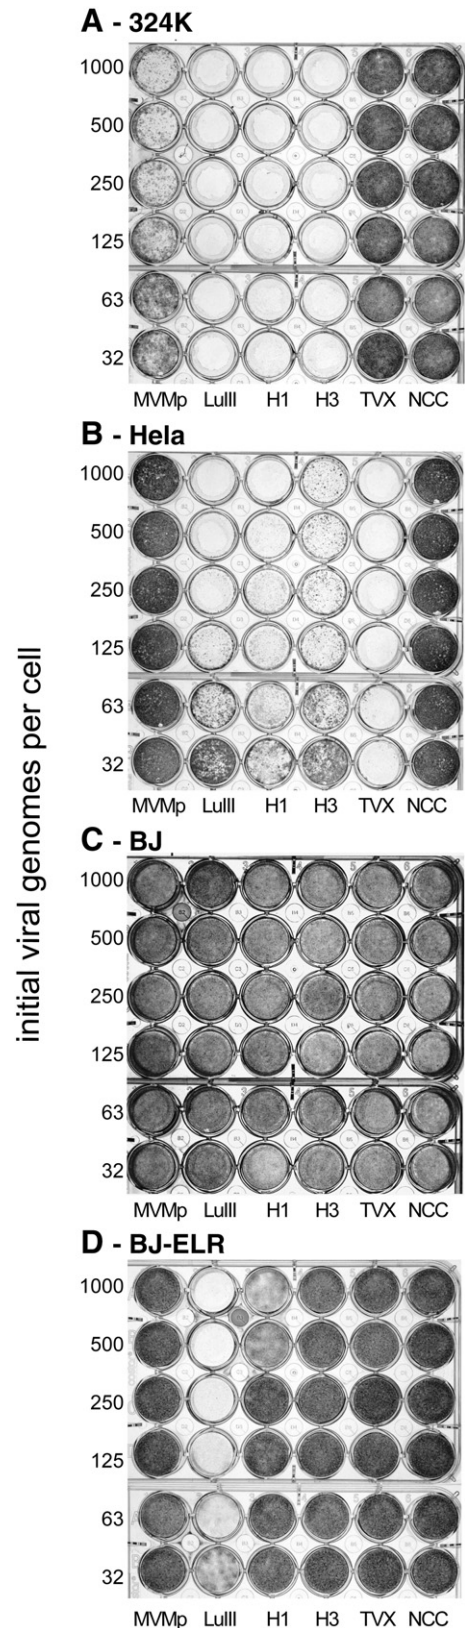 A - 324K
1000
500
250
125
63
32
MVMp LuIII H1 H3 TVX NCC
B - Hela
1000
500
250
125
63
32
MVMp LuIII H1 H3 TVX NCC
C - BJ
1000
500
250
125
63
32
MVMp LuIII H1 H3 TVX NCC
D - BJ-ELR
1000
500
250
125
63
32
MVMp LuIII H1 H3 TVX NCC
initial viral genomes per cell